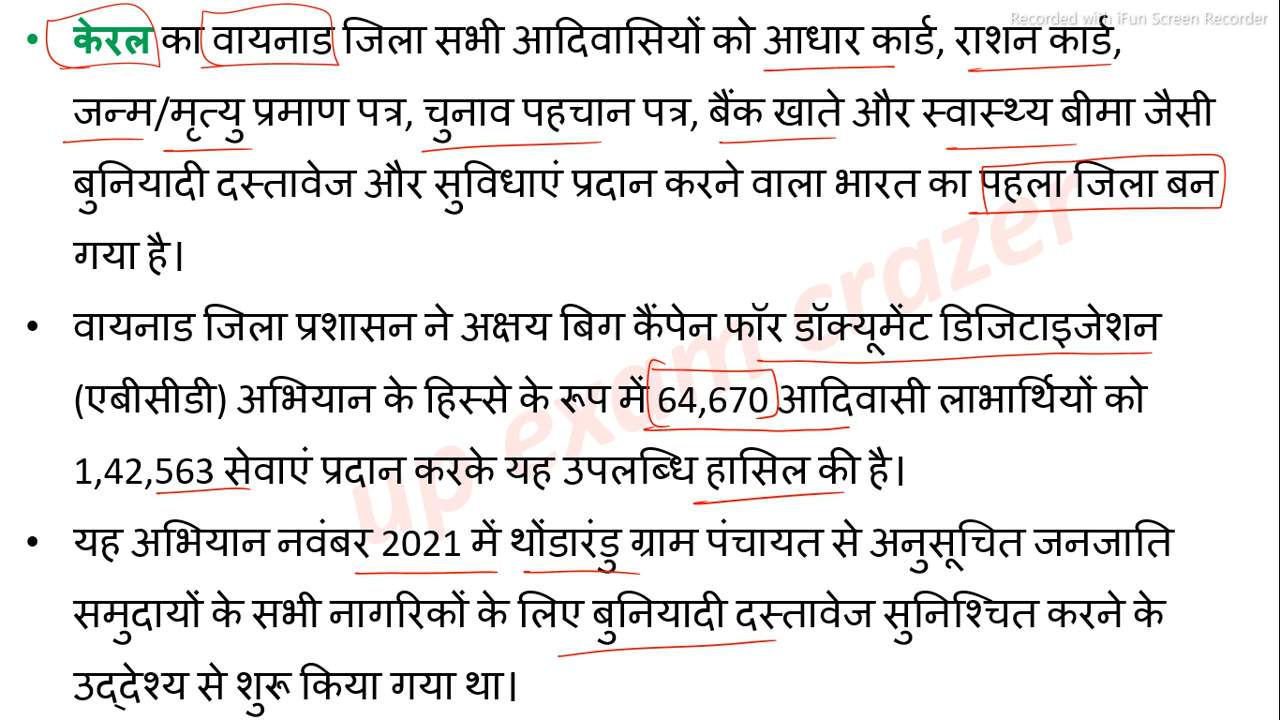 Recorded with iFun Screen Recorder
• केरल का वायनाड जिला सभी आदिवासियों को आधार कार्ड, राशन कार्ड,
जन्म/मृत्यु प्रमाण पत्र, चुनाव पहचान पत्र, बैंक खाते और स्वास्थ्य बीमा जैसी
बुनियादी दस्तावेज और सुविधाएं प्रदान करने वाला भारत का पहला जिला बन
गया है।
• वायनाड जिला प्रशासन ने अक्षय बिग कैंपेन फॉर डॉक्यूमेंट डिजिटाइजेशन
(एबीसीडी) अभियान के हिस्से के रूप में 64,670 आदिवासी लाभार्थियों को
1,42,563 सेवाएं प्रदान करके यह उपलब्धि हासिल की है।
• यह अभियान नवंबर 2021 में थोंडारंडु ग्राम पंचायत से अनुसूचित जनजाति
समुदायों के सभी नागरिकों के लिए बुनियादी दस्तावेज सुनिश्चित करने के
उद्देश्य से शुरू किया गया था।
up exam crazer